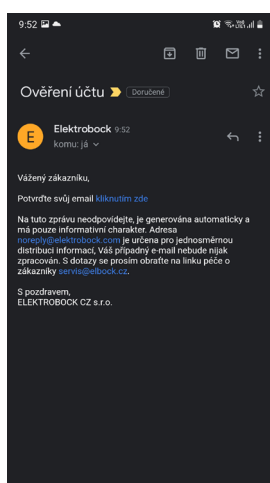 9:52
Ověření účtu
Doručené
E
Elektrobock 9:52
komu: já
Vážený zákazníku,
Potvrďte svůj email kliknutím zde
Na tuto zprávu neodpovídejte, je generována automaticky a
má pouze informativní charakter. Adresa
noreply@elektrobock.com je určena pro jednosměrnou
distribuci informací, Váš případný e-mail nebude nijak
zpracován. S dotazy se prosím obraťte na linku péče o
zákazníky servis@elbock.cz.
S pozdravem,
ELEKTROBOCK CZ s.r.o.